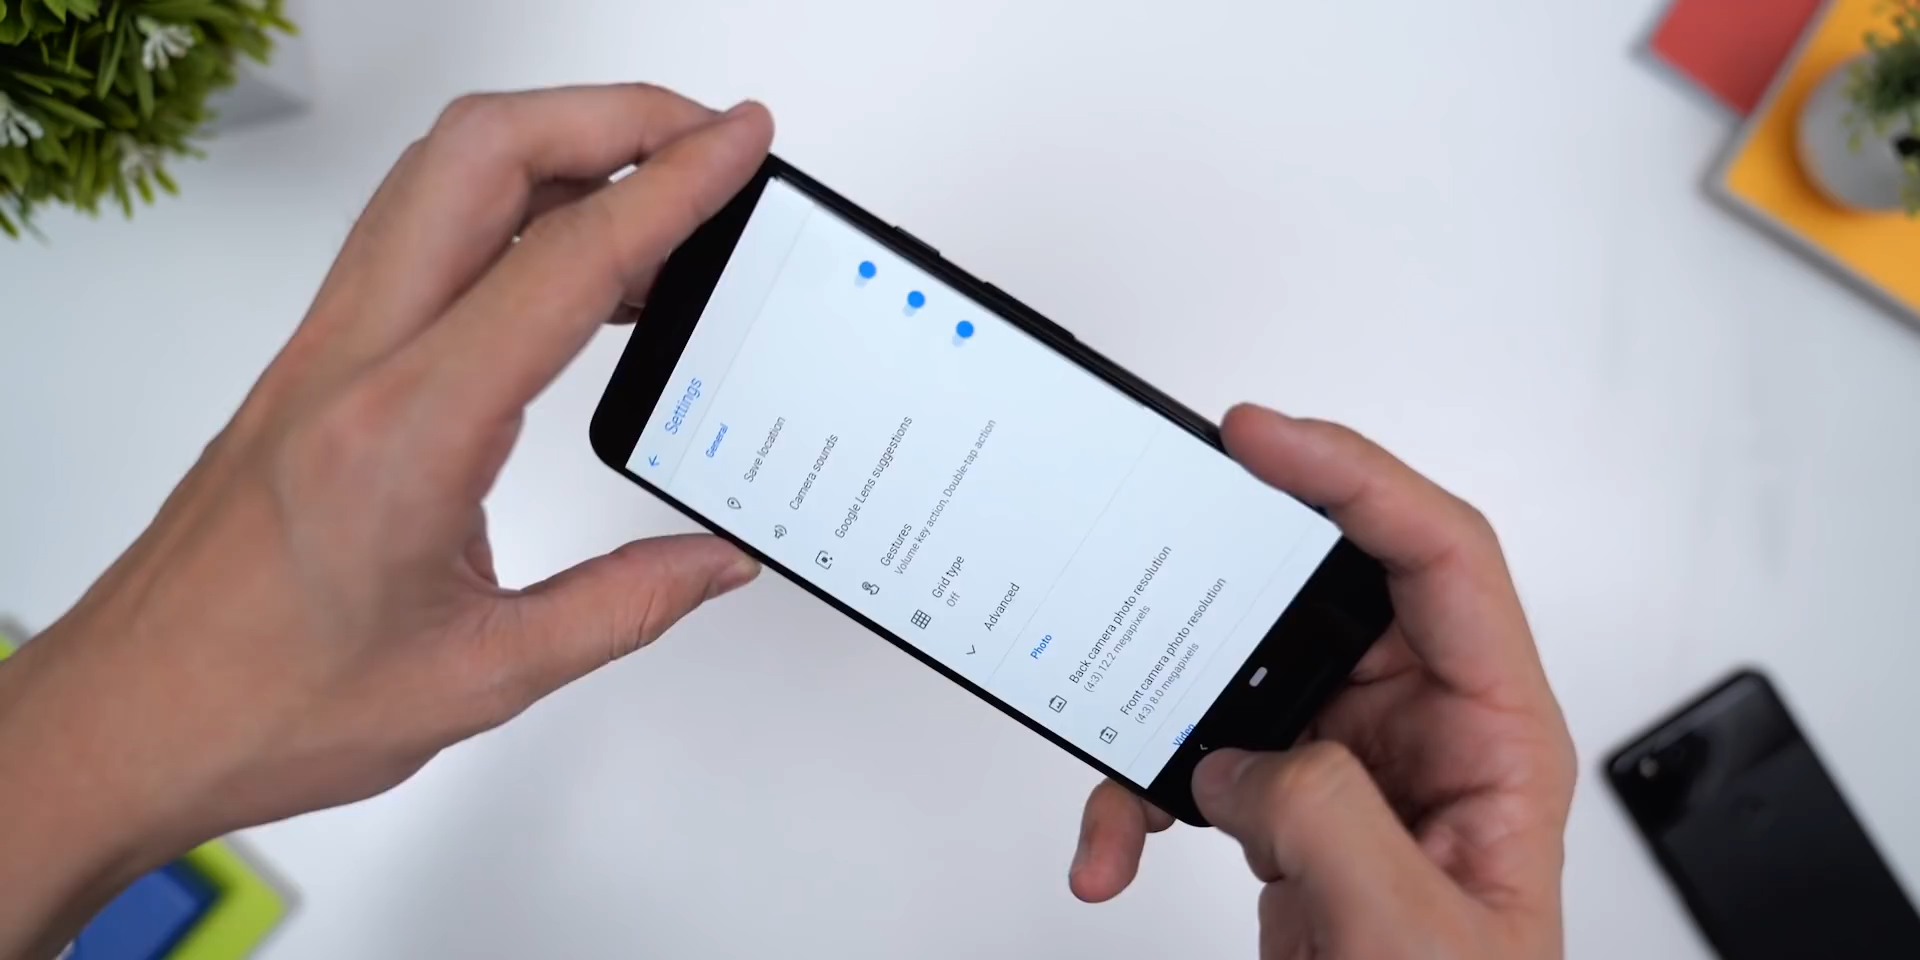 Settings
General
Save location
Camera sounds
Google Lens suggestions
Gestures
Volume key action, Double-tap action
Grid type
Off
Advanced
Photo
Back camera photo resolution
(4:3) 12.2 megapixels
Front camera photo resolution
(4:3) 8.0 megapixels
Video